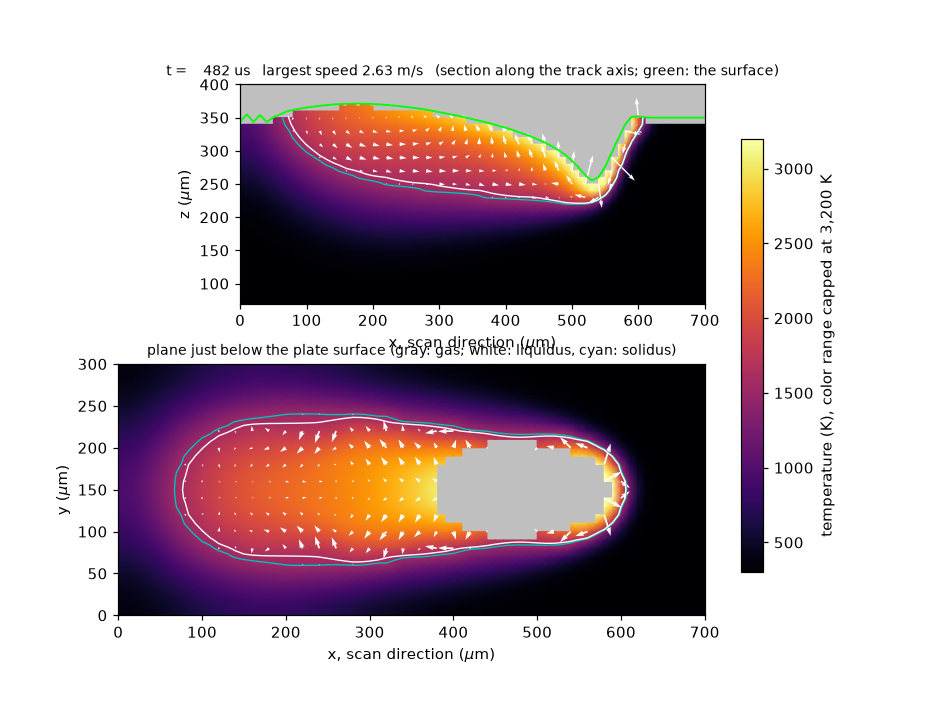 t =    482 us   largest speed 2.63 m/s   (section along the track axis; green: the surface)
400
350
300
250
200
150
100
z (μm)
0 100 200 300 400 500 600 700
x, scan direction (μm)
plane just below the plate surface (gray: gas; white: liquidus, cyan: solidus)
300
250
200
150
100
50
0
y (μm)
0 100 200 300 400 500 600 700
x, scan direction (μm)
3000
2500
2000
1500
1000
500
temperature (K), color range capped at 3,200 K